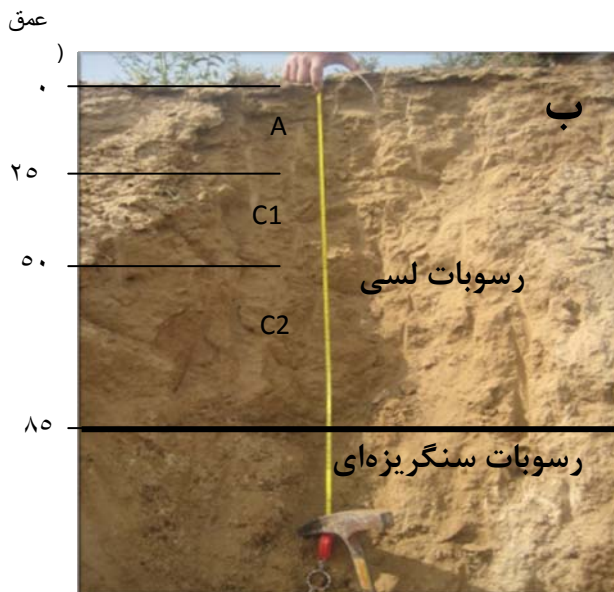 عمق
(
۰
ب
A
۲۵
C1
۵۰
رسوبات لسی
C2
۸۵
رسوبات سنگریزه‌ای